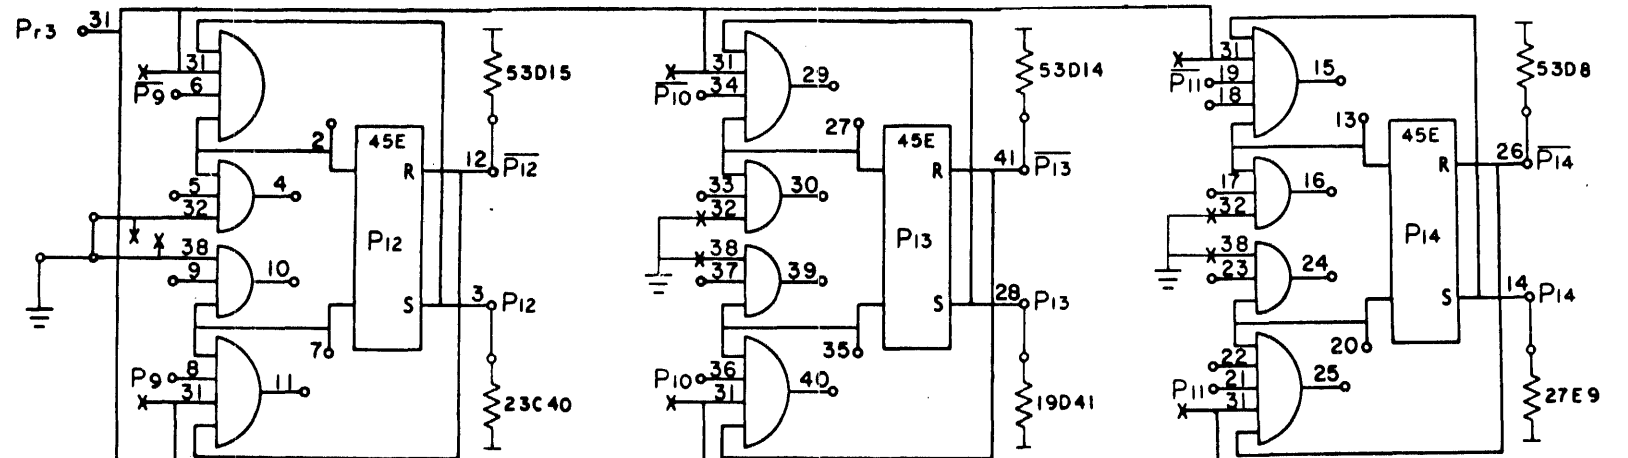 Pr3 31
31
P9 6
2
45E
R
12 P12
53D15
5
4
32
P12
38
9
10
S
3 P12
7
P9 8
31
11
23C40
31
P10 34
29
27
45E
R
41 P13
53D14
33
30
32
P13
38
37
39
S
28 P13
35
P10 36
31
40
19D41
31
P11 19
18
15
13
45E
R
26 P14
53D8
17
16
32
P14
38
23
24
S
14 P14
20
22
P11 21
31
25
27E9